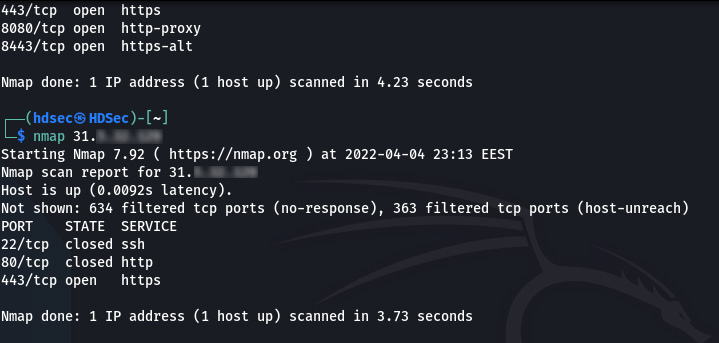 443/tcp open https
8080/tcp open http-proxy
8443/tcp open https-alt
Nmap done: 1 IP address (1 host up) scanned in 4.23 seconds
┌──(hdsec㉿HDSec)-[~]
└─$ nmap 31.
Starting Nmap 7.92 ( https://nmap.org ) at 2022-04-04 23:13 EEST
Nmap scan report for 31.
Host is up (0.0092s latency).
Not shown: 634 filtered tcp ports (no-response), 363 filtered tcp ports (host-unreach)
PORT STATE SERVICE
22/tcp closed ssh
80/tcp closed http
443/tcp open https
Nmap done: 1 IP address (1 host up) scanned in 3.73 seconds